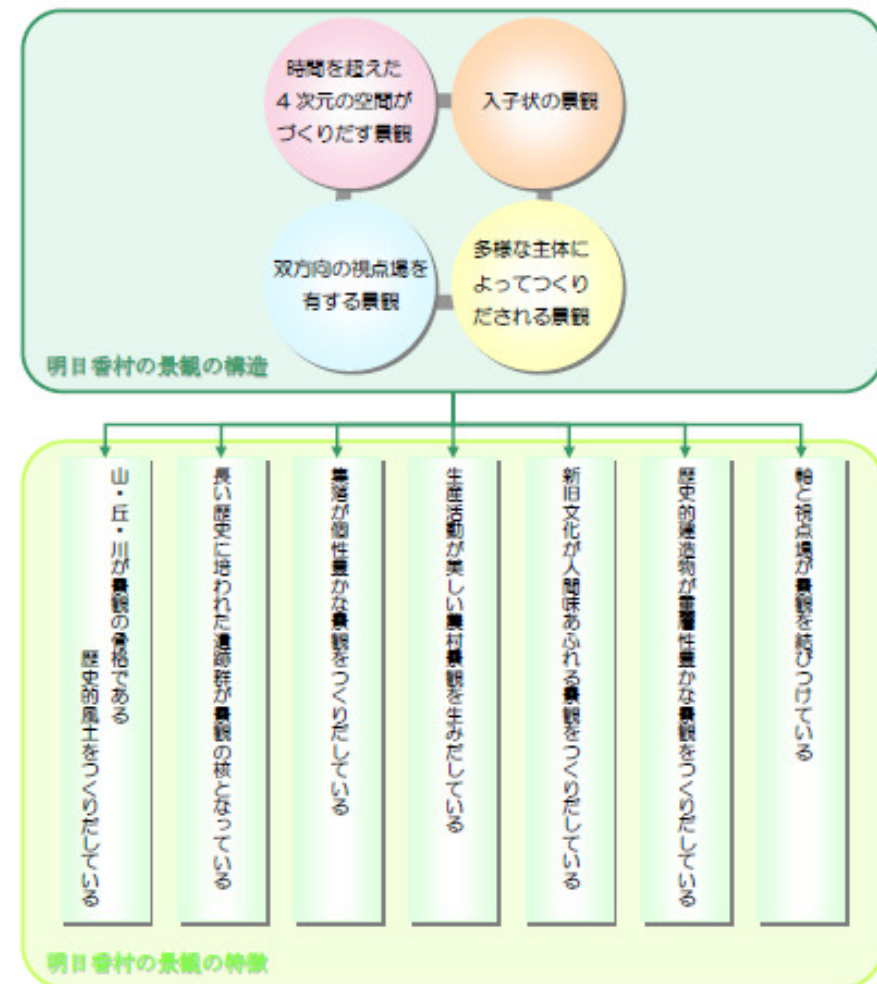 時間を超えた
4次元の空間が
づくりだす景観
入子状の景観
双方向の視点場を
有する景観
多様な主体に
よってつくり
だされる景観
明日香村の景観の構造
山・丘・川が景観の骨格である
歴史的風土をつくりだしている
長い歴史に培われた遺跡群が景観の核となっている
集落が個性豊かな景観をつくりだしている
生産活動が美しい農村景観を生みだしている
新旧文化が人間味あふれる景観をつくりだしている
歴史的建造物が重層性豊かな景観をつくりだしている
軸と視点場が景観を結びつけている
明日香村の景観の特徴